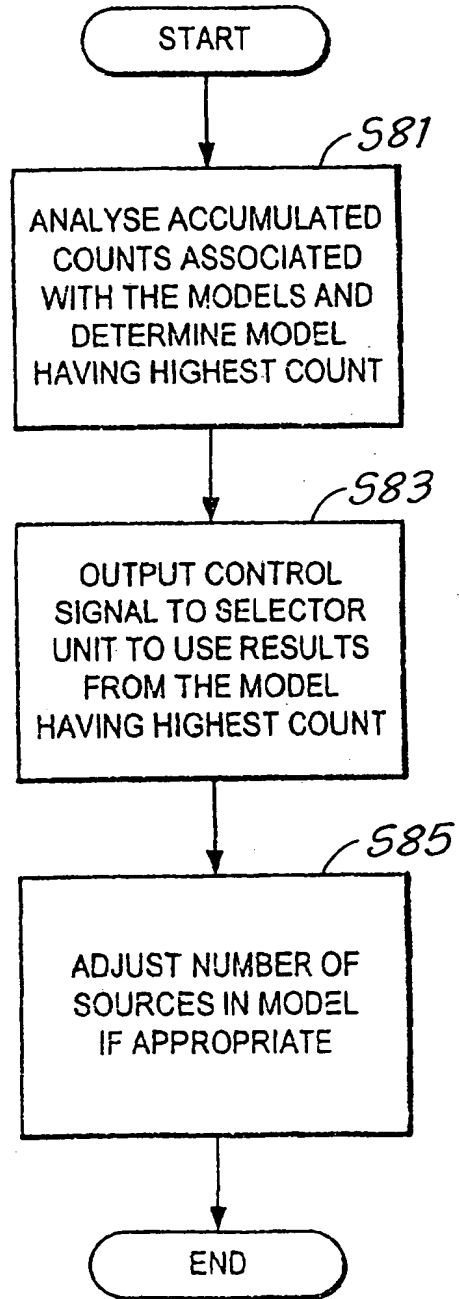 START
S81
ANALYSE ACCUMULATED
COUNTS ASSOCIATED
WITH THE MODELS AND
DETERMINE MODEL
HAVING HIGHEST COUNT
S83
OUTPUT CONTROL
SIGNAL TO SELECTOR
UNIT TO USE RESULTS
FROM THE MODEL
HAVING HIGHEST COUNT
S85
ADJUST NUMBER OF
SOURCES IN MODEL
IF APPROPRIATE
END